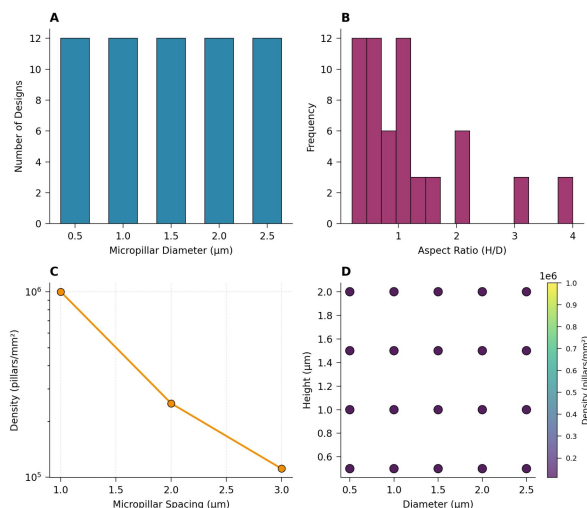 A
Number of Designs
12
10
8
6
4
2
0
0.5 1.0 1.5 2.0 2.5
Micropillar Diameter (μm)
B
Frequency
12
10
8
6
4
2
0
1 2 3 4
Aspect Ratio (H/D)
C
Density (pillars/mm²)
10⁶
10⁵
1.0 1.5 2.0 2.5 3.0
Micropillar Spacing (μm)
D
Height (μm)
2.0
1.8
1.6
1.4
1.2
1.0
0.8
0.6
0.5 1.0 1.5 2.0 2.5
Diameter (μm)
1e6
1.0
0.9
0.8
0.7
0.6
0.5
0.4
0.3
0.2
Density (pillars/mm²)